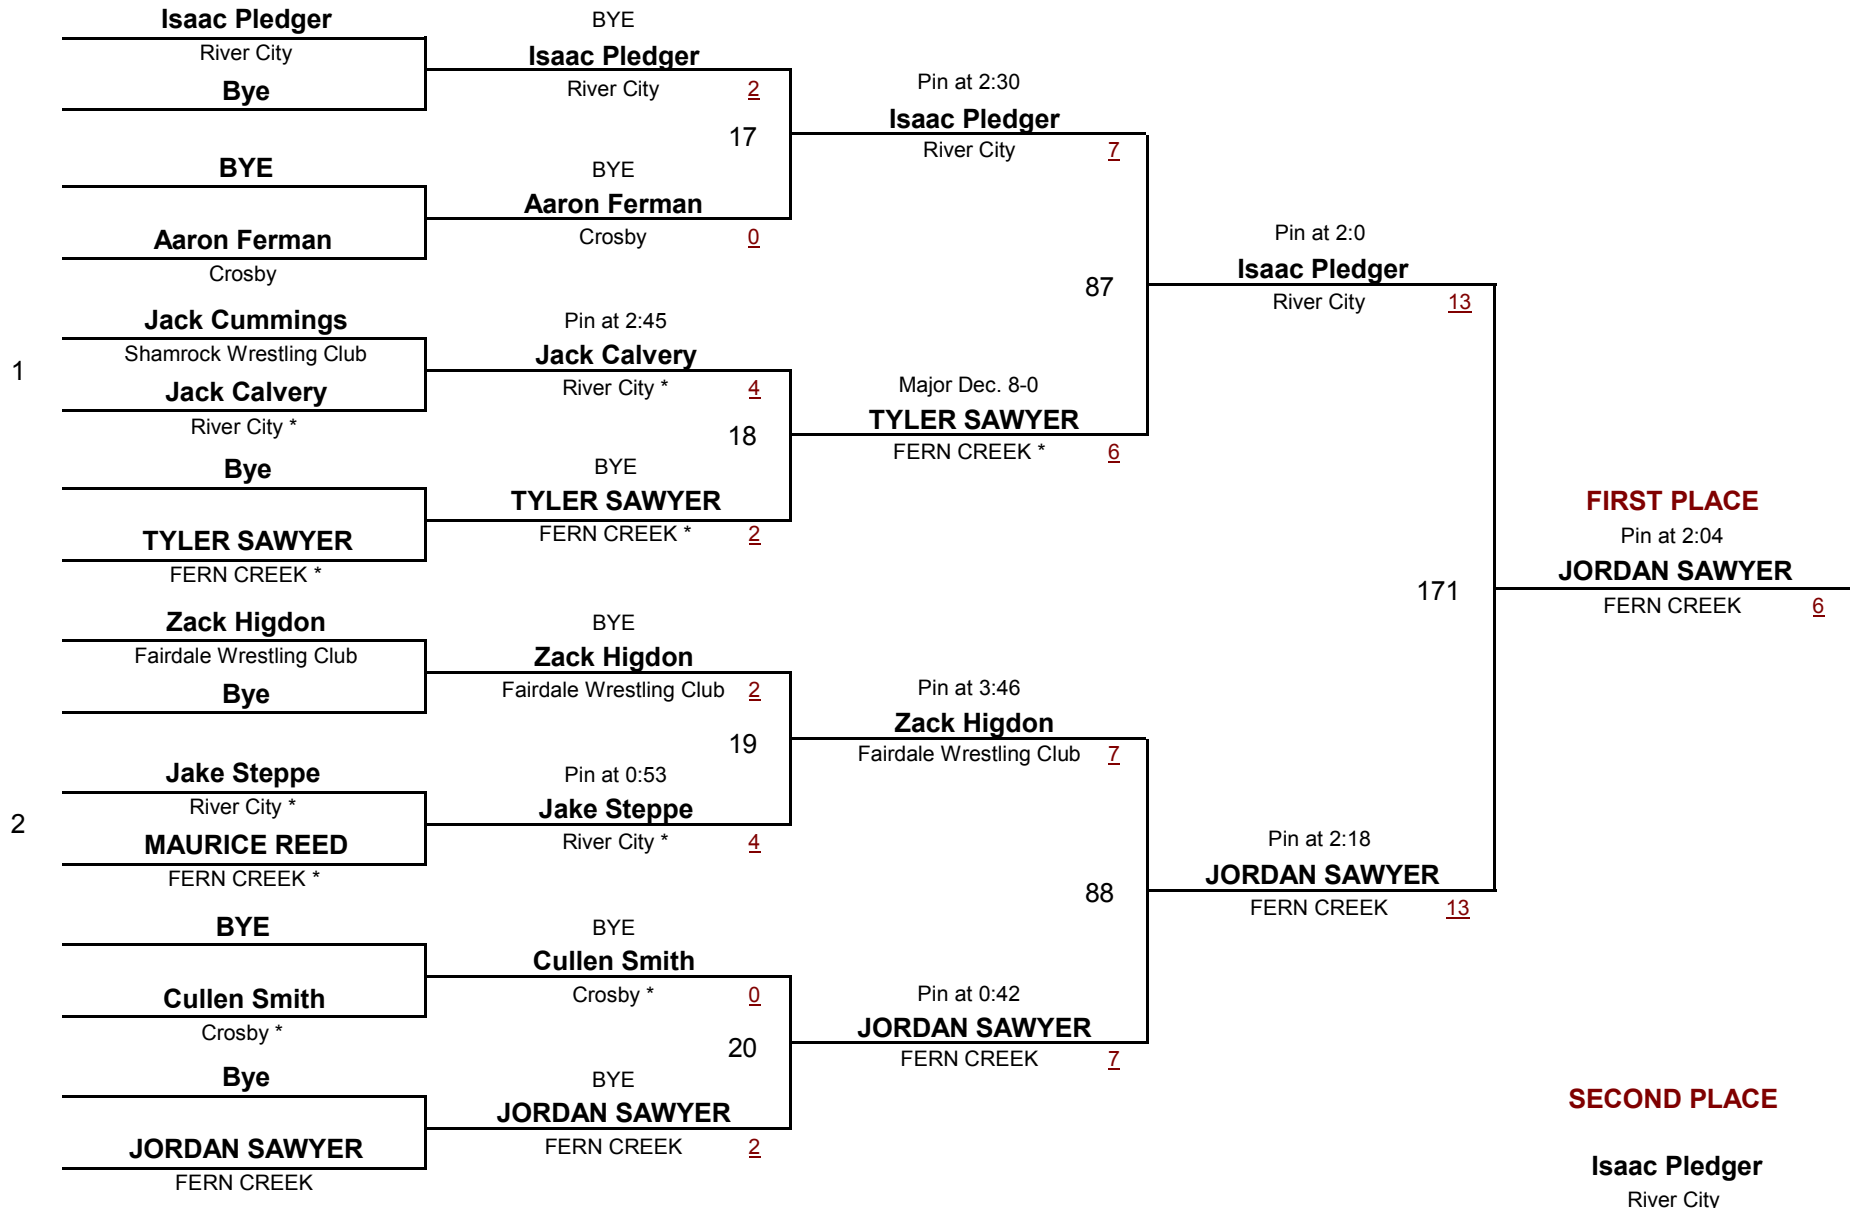 Isaac Pledger
River City
Bye
BYE
Aaron Ferman
Crosby
1
Jack Cummings
Shamrock Wrestling Club
Jack Calvery
River City *
Bye
TYLER SAWYER
FERN CREEK *
Zack Higdon
Fairdale Wrestling Club
Bye
2
Jake Steppe
River City *
MAURICE REED
FERN CREEK *
BYE
Cullen Smith
Crosby *
Bye
JORDAN SAWYER
FERN CREEK
BYE
Isaac Pledger
River City 2
17
BYE
Aaron Ferman
Crosby 0
Pin at 2:45
Jack Calvery
River City * 4
18
BYE
TYLER SAWYER
FERN CREEK * 2
BYE
Zack Higdon
Fairdale Wrestling Club 2
19
Pin at 0:53
Jake Steppe
River City * 4
BYE
Cullen Smith
Crosby * 0
20
BYE
JORDAN SAWYER
FERN CREEK 2
Pin at 2:30
Isaac Pledger
River City 7
87
Major Dec. 8-0
TYLER SAWYER
FERN CREEK * 6
Pin at 3:46
Zack Higdon
Fairdale Wrestling Club 7
88
Pin at 0:42
JORDAN SAWYER
FERN CREEK 7
Pin at 2:0
Isaac Pledger
River City 13
171
Pin at 2:18
JORDAN SAWYER
FERN CREEK 13
FIRST PLACE
Pin at 2:04
JORDAN SAWYER
FERN CREEK 6
SECOND PLACE
Isaac Pledger
River City